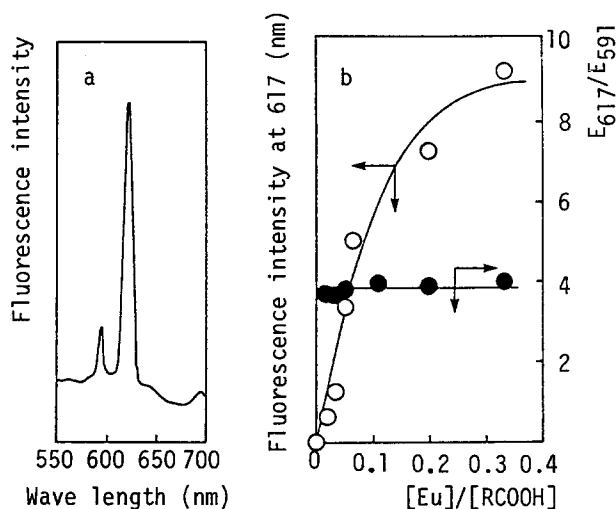 a
Fluorescence intensity
550 600 650 700
Wave length (nm)
b
Fluorescence intensity at 617 (nm)
10
8
6
4
2
0 0.1 0.2 0.3 0.4
[Eu]/[RCOOH]
E617/E591